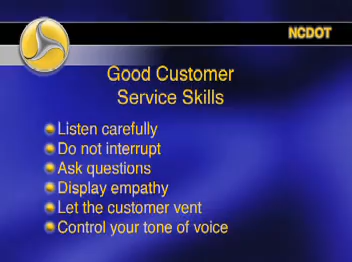 NCDOT
Good Customer
Service Skills
Listen carefully
Do not interrupt
Ask questions
Display empathy
Let the customer vent
Control your tone of voice